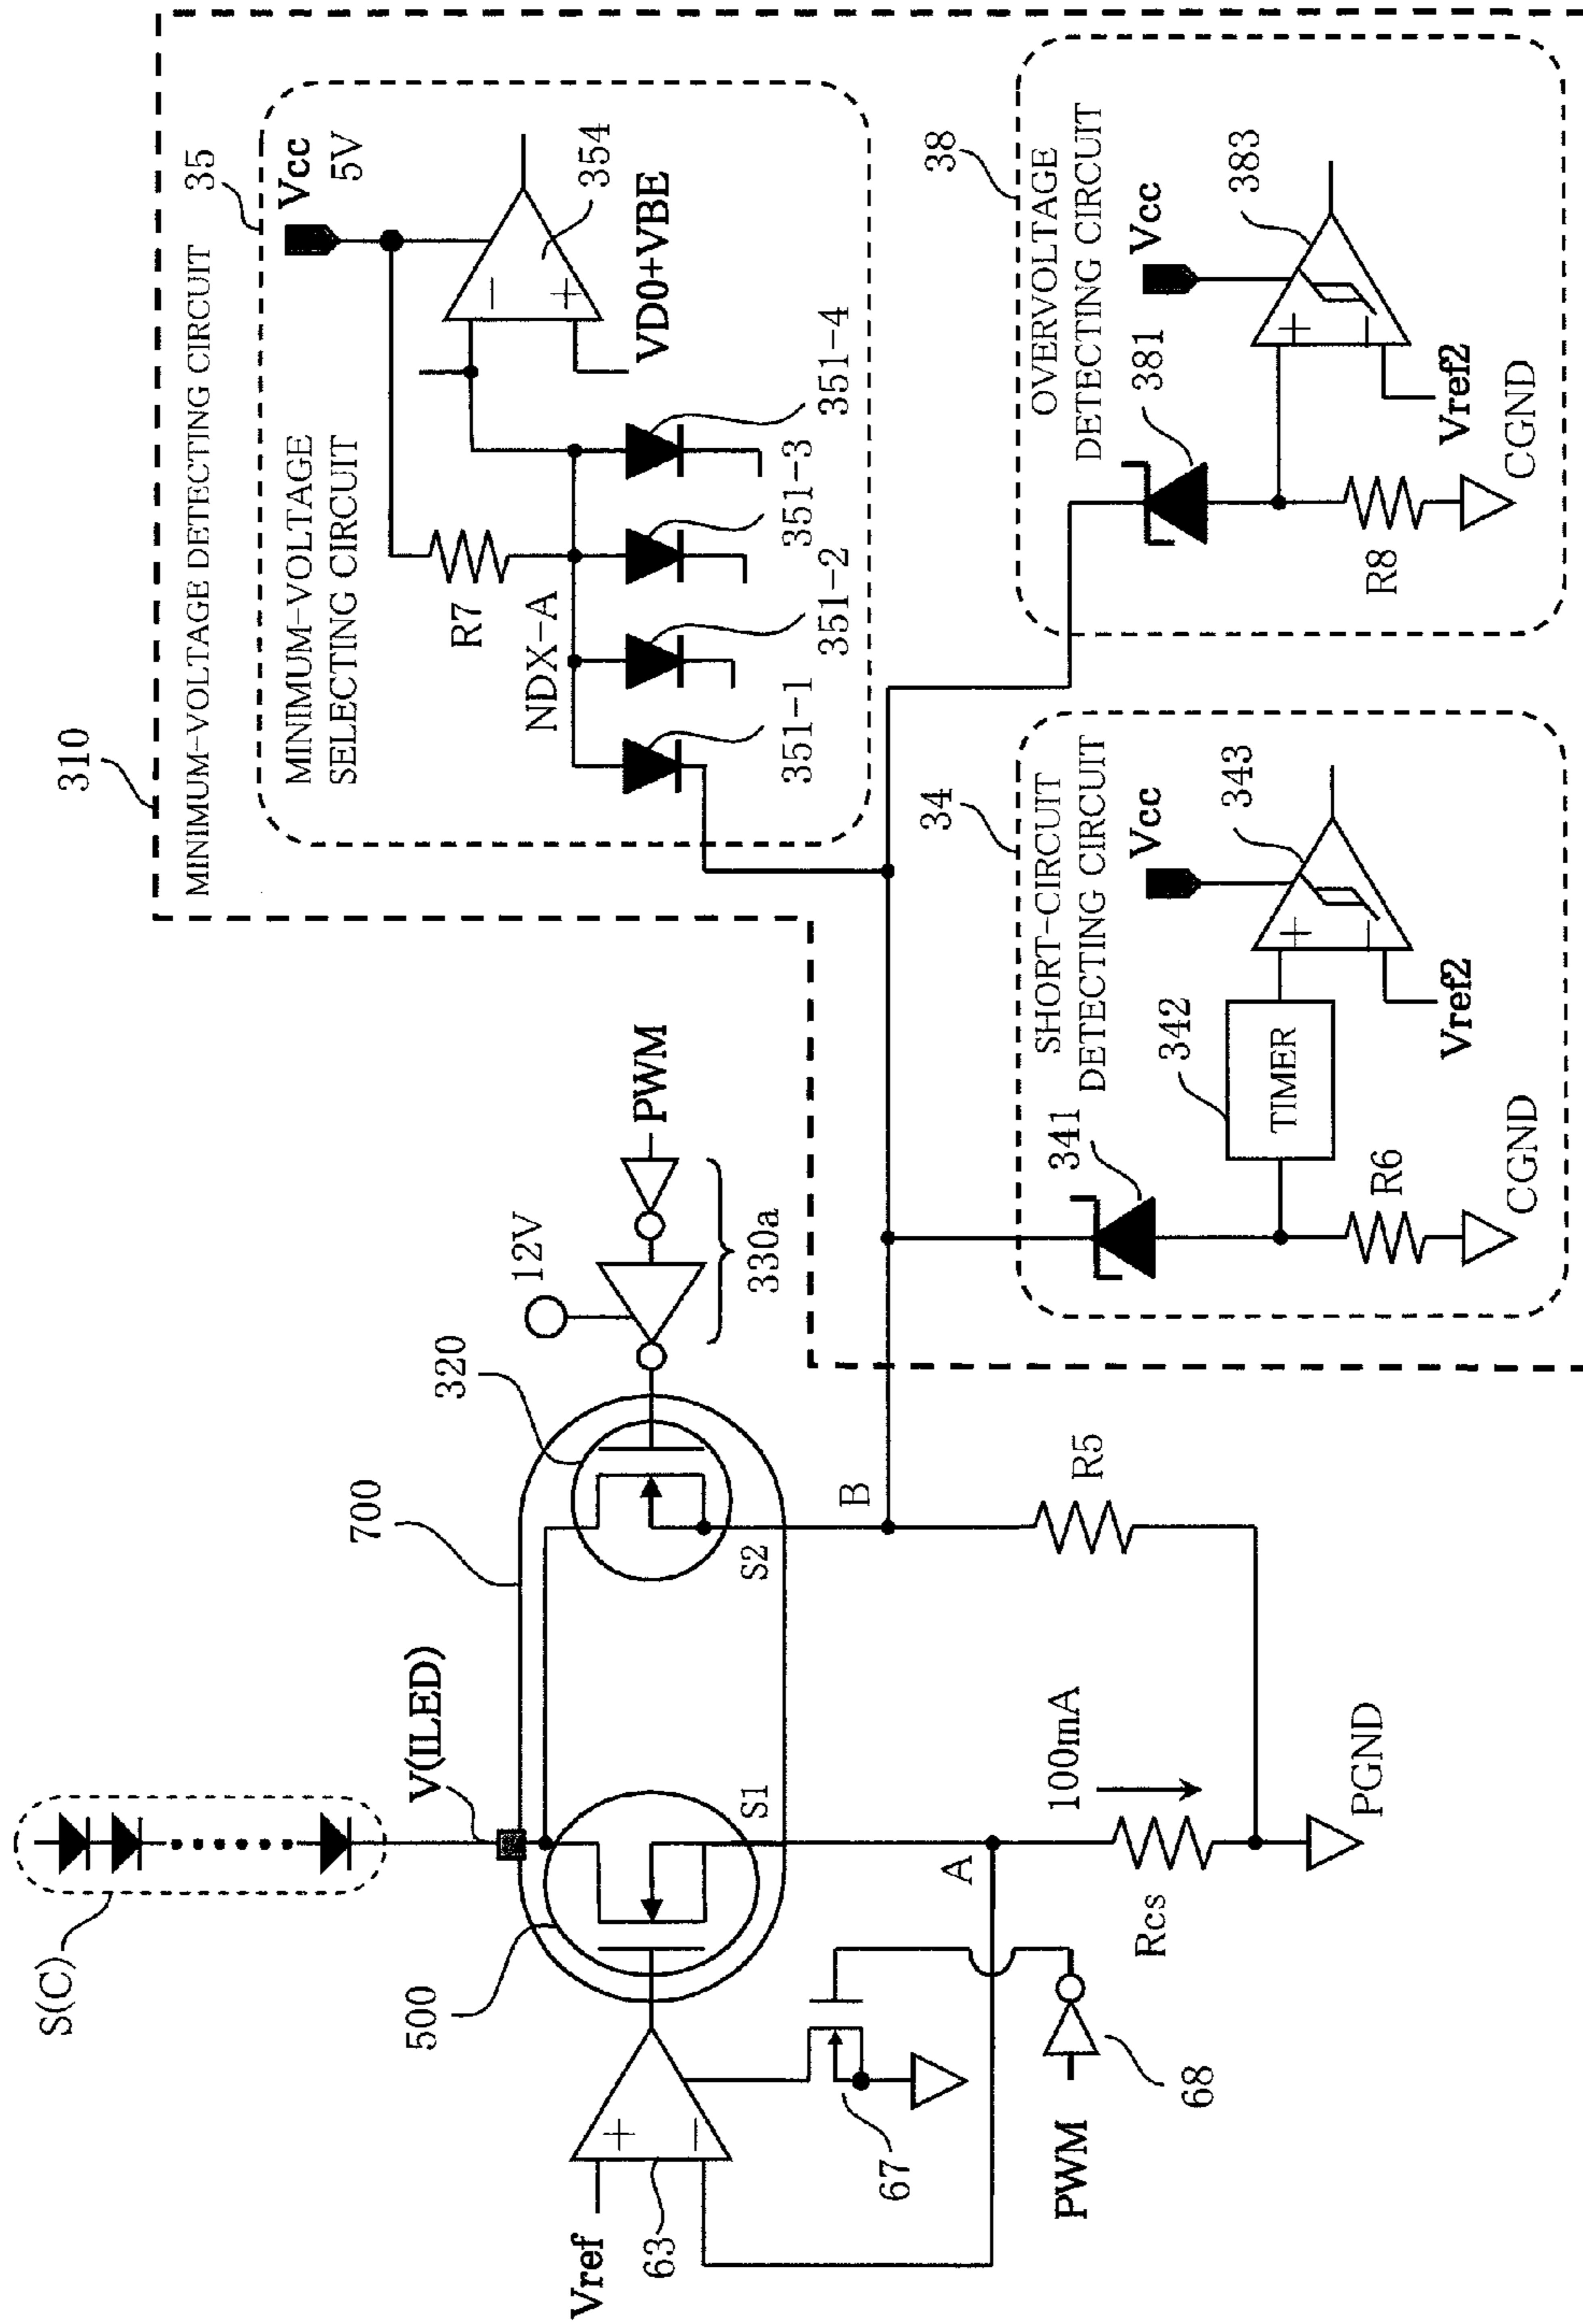 310
MINIMUM-VOLTAGE DETECTING CIRCUIT
35
MINIMUM-VOLTAGE
SELECTING CIRCUIT
Vcc
5V
R7
NDX-A
354
VD0+VBE
351-1
351-2
351-3
351-4
S(C)
V(ILED)
700
320
12V
PWM
330a
500
S1
S2
Vref
63
67
68
PWM
A
B
100mA
Rcs
R5
PGND
34
SHORT-CIRCUIT
DETECTING CIRCUIT
341
342
TIMER
Vcc
343
Vref2
R6
CGND
38
OVERVOLTAGE
DETECTING CIRCUIT
381
Vcc
383
Vref2
R8
CGND